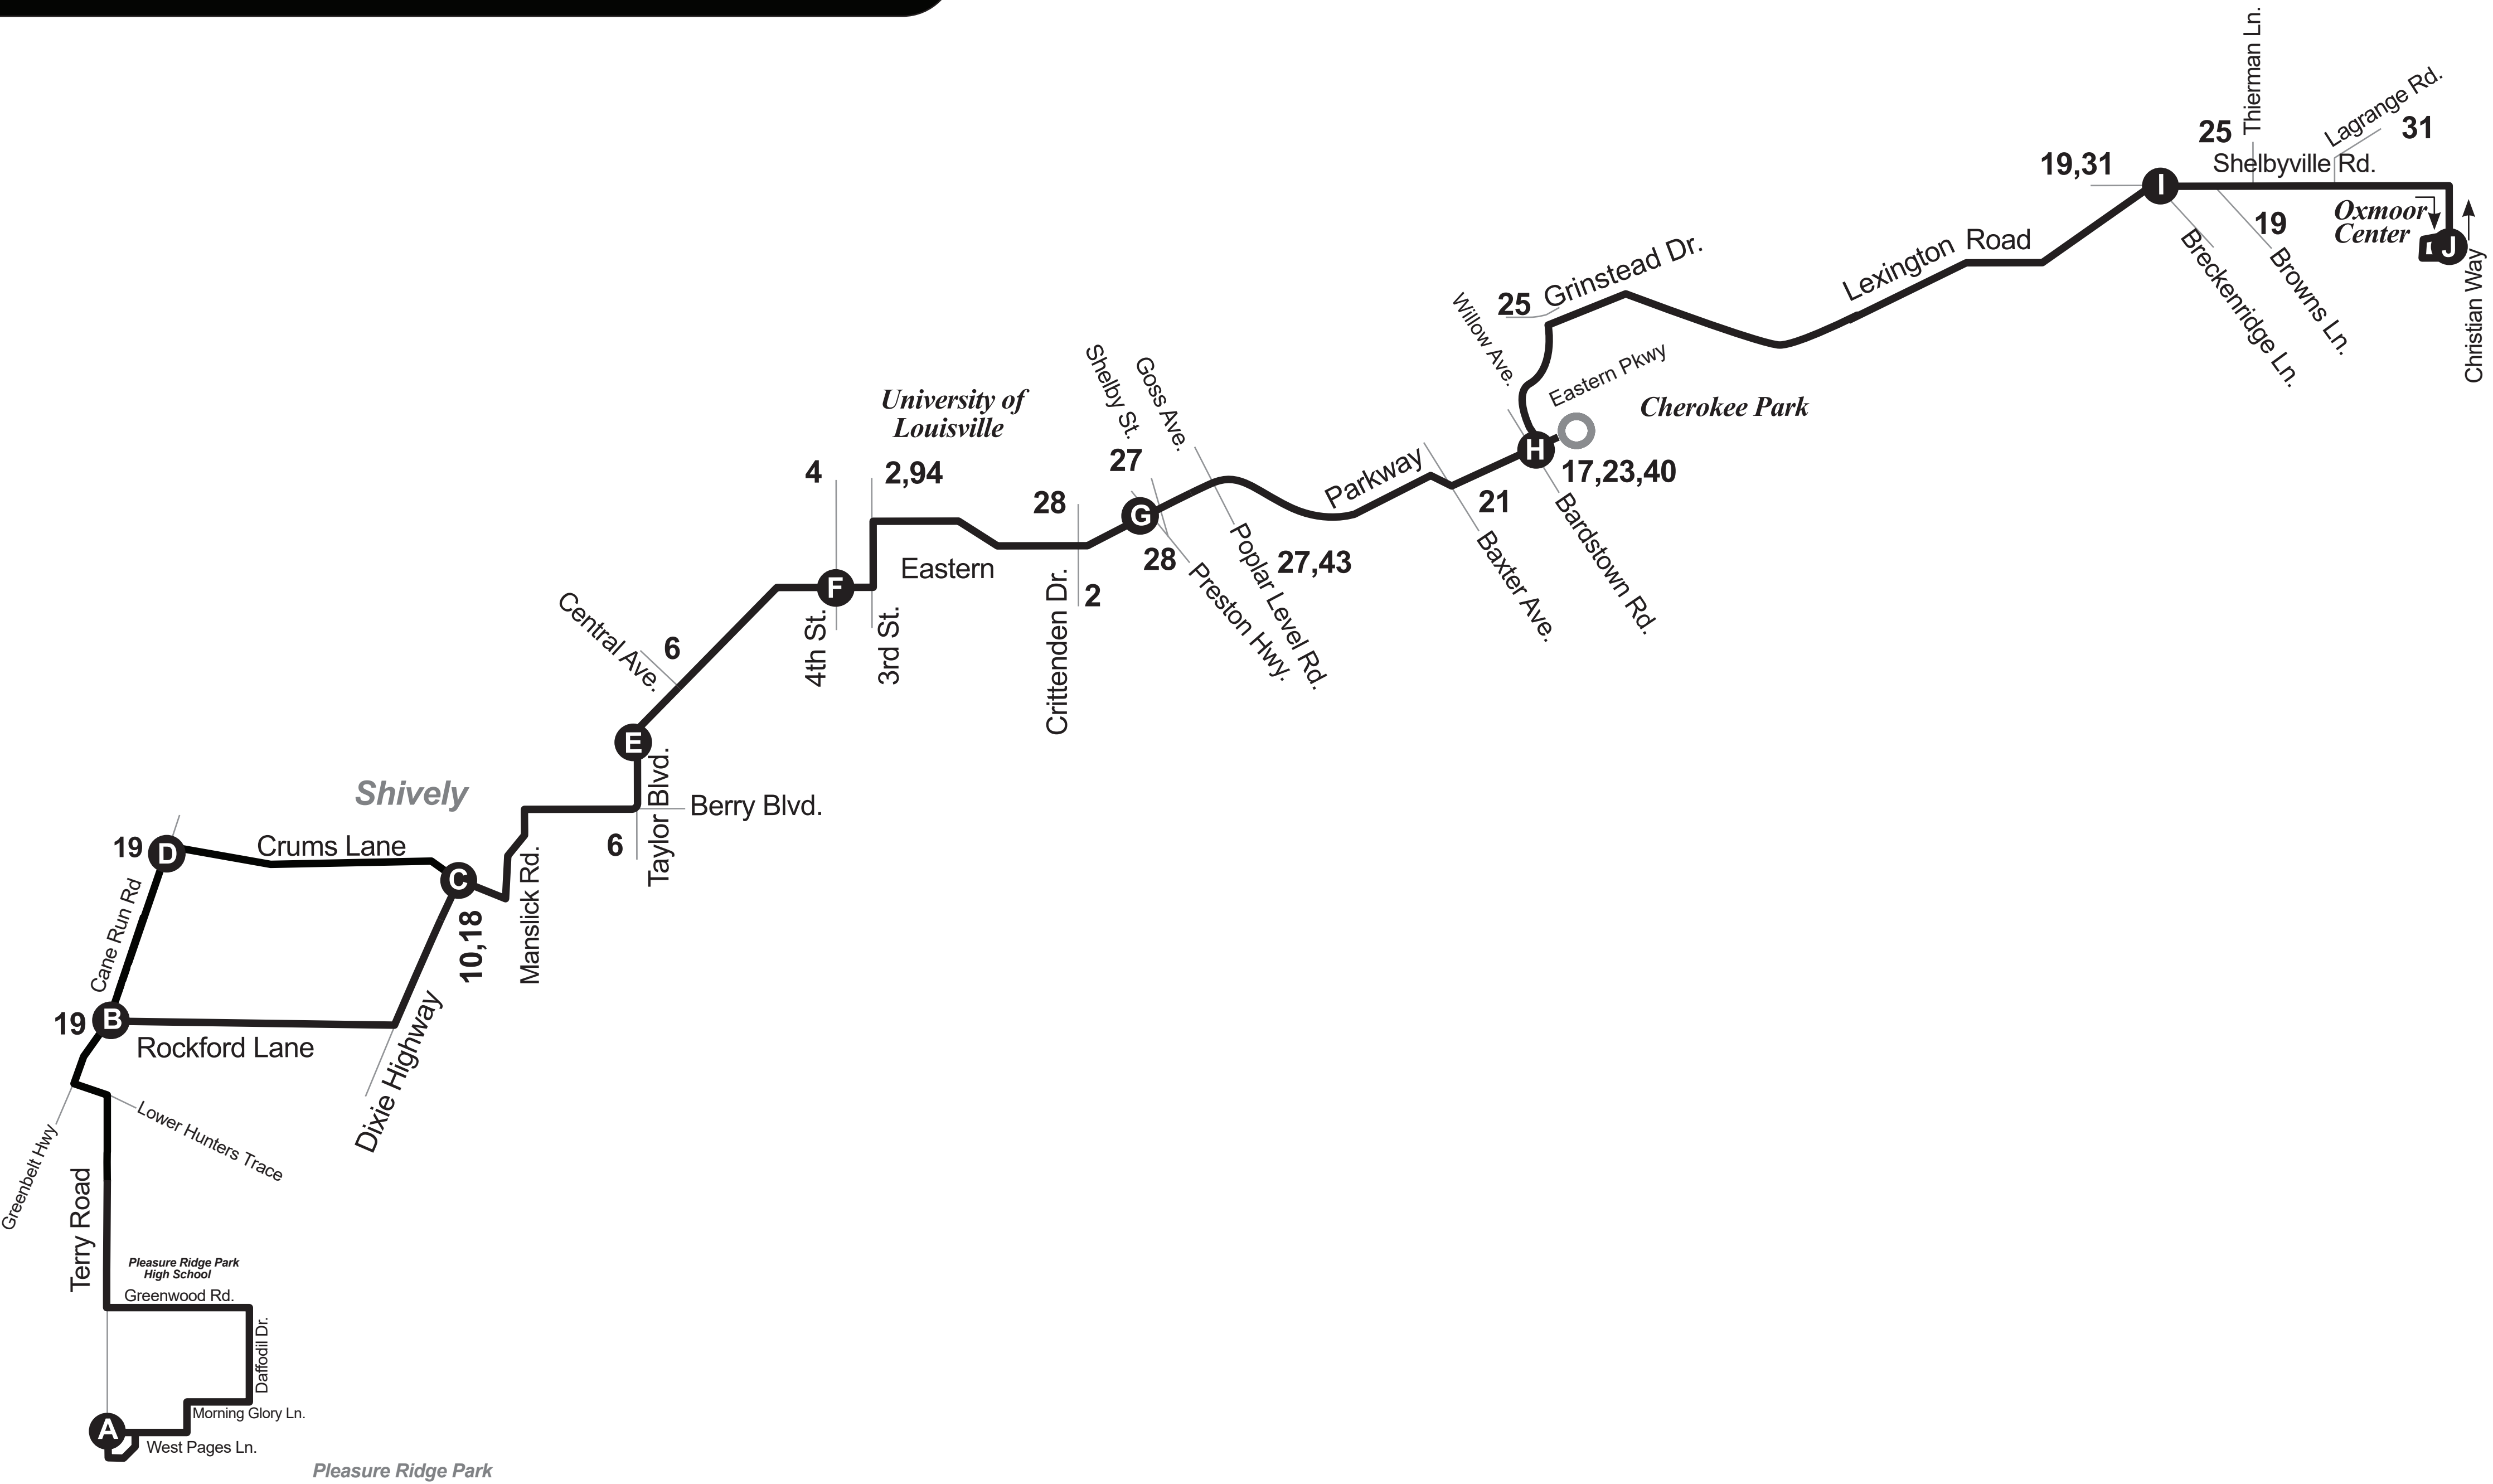 Thierman Ln.
Lagrange Rd.
25
31
19,31
Shelbyville Rd.
I
Oxmoor
Center
19
J
Breckenridge Ln.
Browns Ln.
Christian Way
Lexington Road
Grinstead Dr.
25
Willow Ave.
Eastern Pkwy
Cherokee Park
H
17,23,40
University of
Louisville
Shelby St.
Goss Ave.
4
2,94
27
28
G
Parkway
21
28
27,43
Bardstown Rd.
Baxter Ave.
Poplar Level Rd.
Preston Hwy.
Eastern
F
2
Crittenden Dr.
4th St.
3rd St.
Central Ave.
6
E
Taylor Blvd.
Berry Blvd.
6
Shively
19
D
Crums Lane
C
10,18
Manslick Rd.
Cane Run Rd
19
B
Rockford Lane
Dixie Highway
Lower Hunters Trace
Greenbelt Hwy
Terry Road
Pleasure Ridge Park
High School
Greenwood Rd.
Daffodil Dr.
Morning Glory Ln.
A
West Pages Ln.
Pleasure Ridge Park